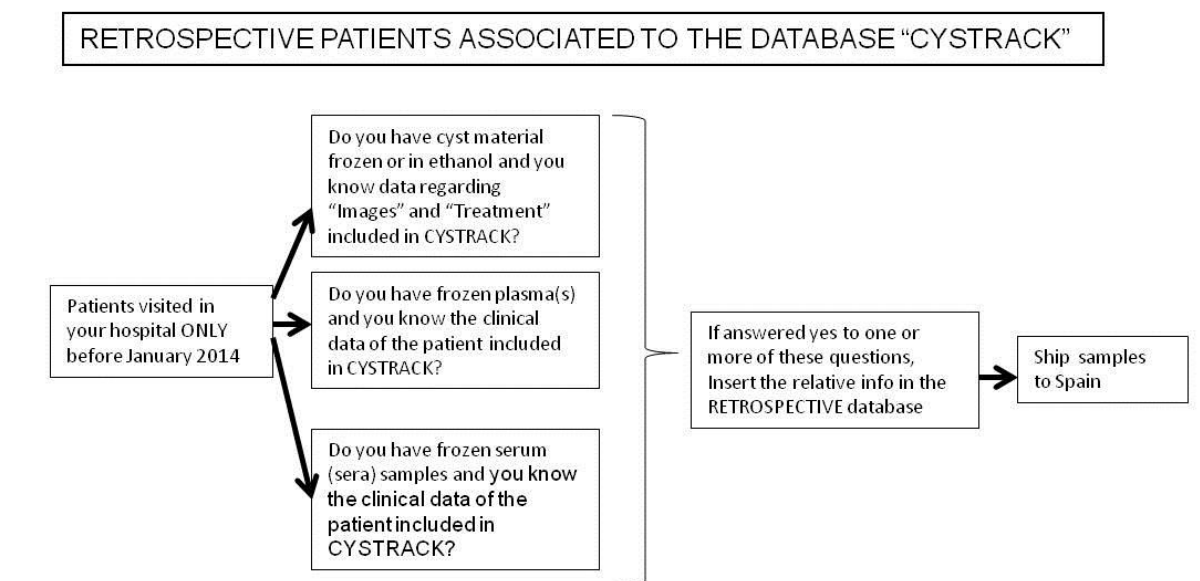 RETROSPECTIVE PATIENTS ASSOCIATED TO THE DATABASE “CYSTRACK”
Do you have cyst material
frozen or in ethanol and you
know data regarding
“Images” and “Treatment”
included in CYSTRACK?
Patients visited in
your hospital ONLY
before January 2014
Do you have frozen plasma(s)
and you know the clinical
data of the patient included
in CYSTRACK?
Do you have frozen serum
(sera) samples and you know
the clinical data of the
patient included in
CYSTRACK?
If answered yes to one or
more of these questions,
Insert the relative info in the
RETROSPECTIVE database
Ship samples
to Spain